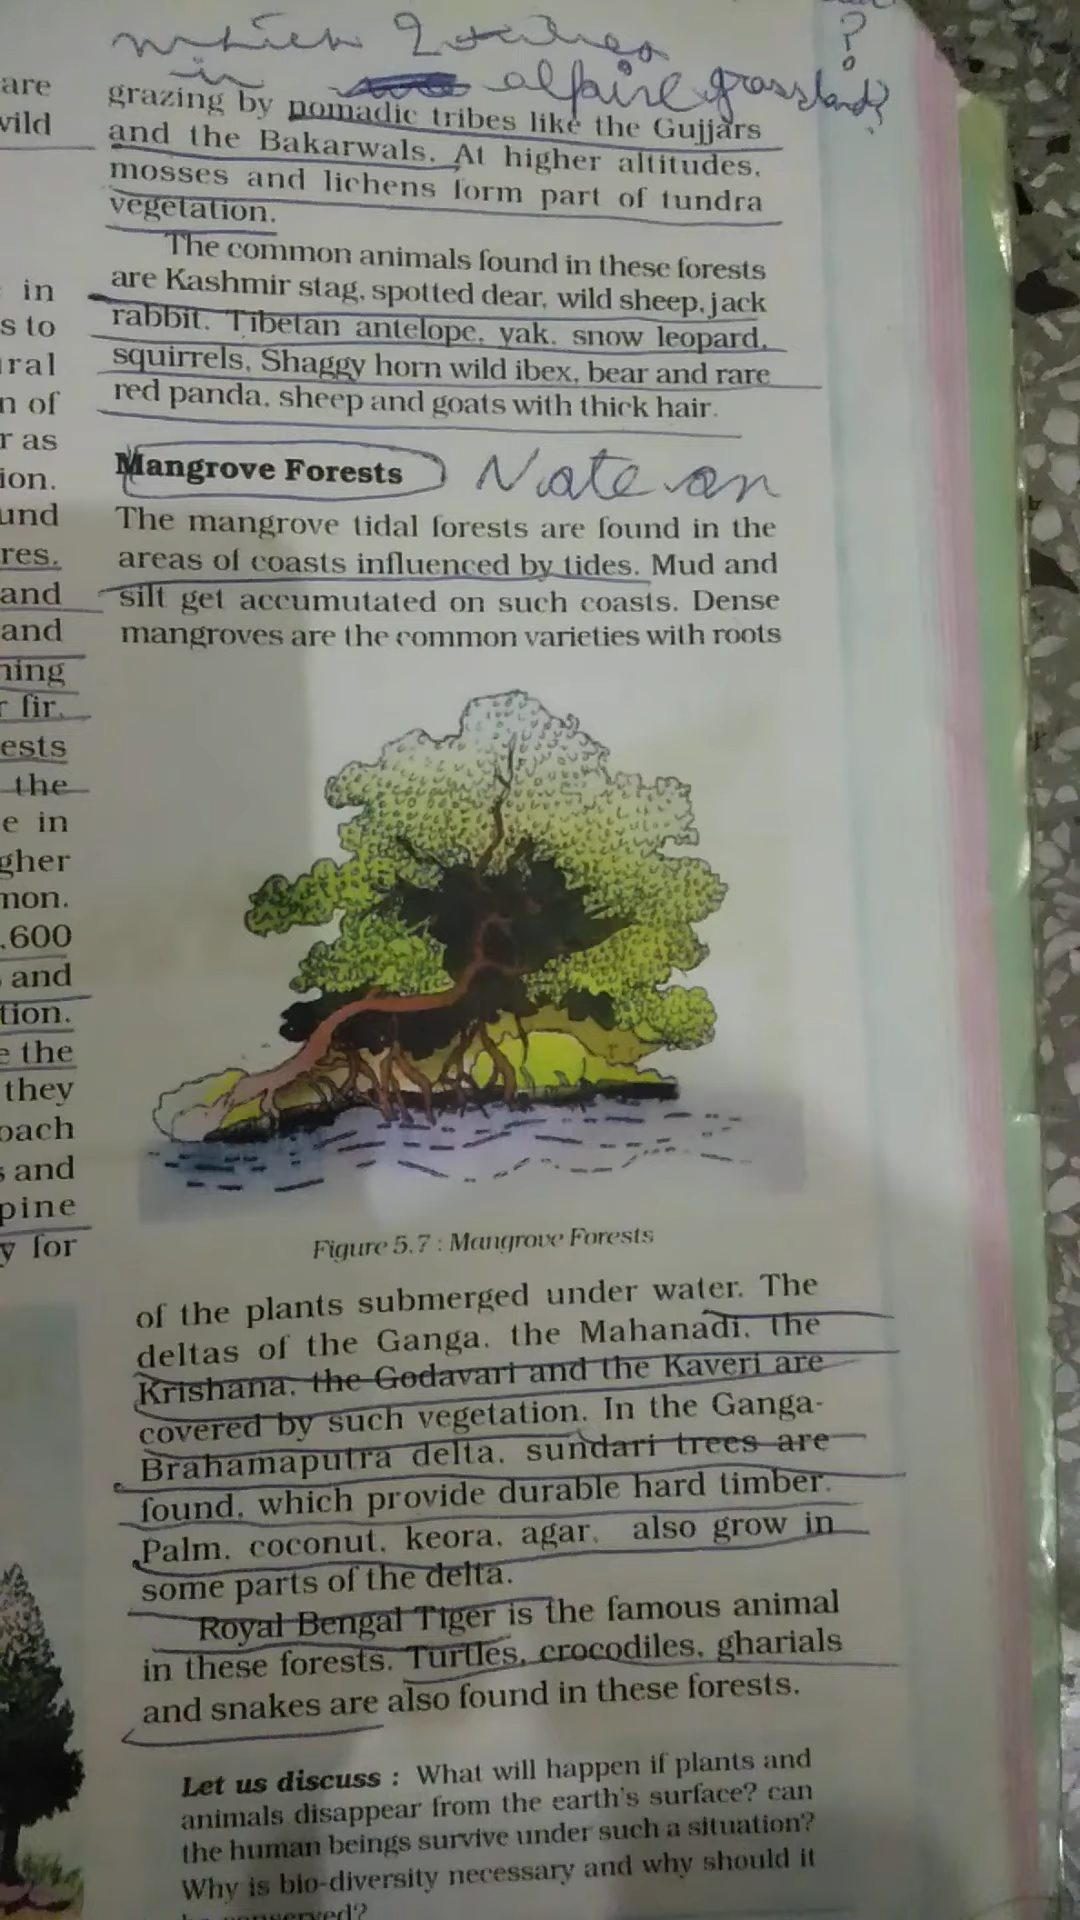 which 2 tribes
in alpine grassland?
?
grazing by nomadic tribes like the Gujjars
and the Bakarwals. At higher altitudes,
mosses and lichens form part of tundra
vegetation.
The common animals found in these forests
are Kashmir stag, spotted dear, wild sheep, jack
rabbit, Tibetan antelope, yak, snow leopard,
squirrels, Shaggy horn wild ibex, bear and rare
red panda, sheep and goats with thick hair.
Mangrove Forests Note on
The mangrove tidal forests are found in the
areas of coasts influenced by tides. Mud and
silt get accumutated on such coasts. Dense
mangroves are the common varieties with roots
Figure 5.7 : Mangrove Forests
of the plants submerged under water. The
deltas of the Ganga, the Mahanadi, the
Krishana, the Godavari and the Kaveri are
covered by such vegetation. In the Ganga-
Brahamaputra delta, sundari trees are
found, which provide durable hard timber.
Palm, coconut, keora, agar, also grow in
some parts of the delta.
Royal Bengal Tiger is the famous animal
in these forests. Turtles, crocodiles, gharials
and snakes are also found in these forests.
Let us discuss : What will happen if plants and
animals disappear from the earth's surface? can
the human beings survive under such a situation?
Why is bio-diversity necessary and why should it
conserved?
are
wild
in
s to
n of
r as
und
and
and
r fir,
the
e in
,600
and
e the
they
and
y for